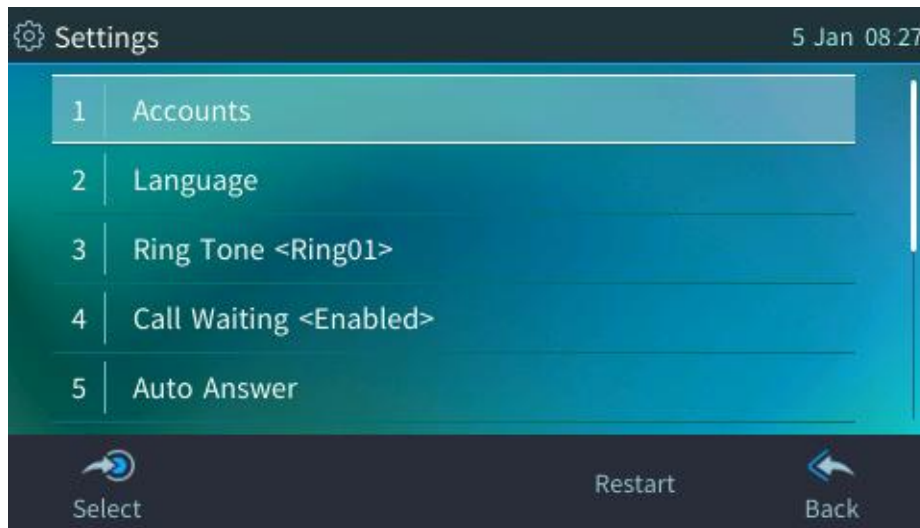 Settings 5 Jan 08:27
1 Accounts
2 Language
3 Ring Tone <Ring01>
4 Call Waiting <Enabled>
5 Auto Answer
Select Restart Back